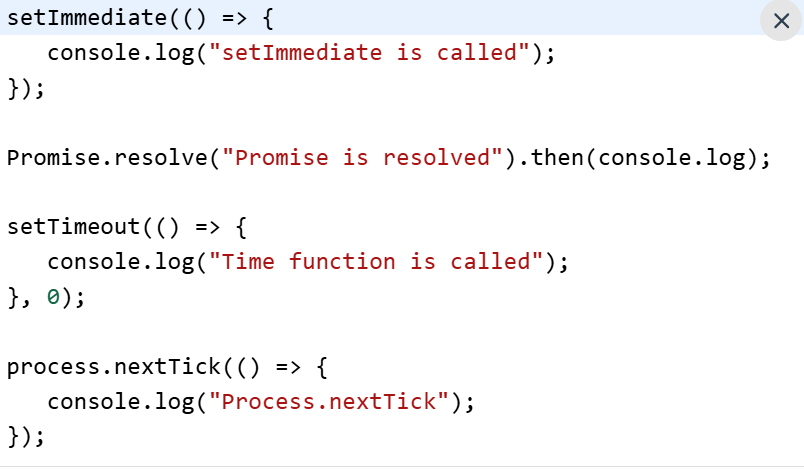 setImmediate(() => {
   console.log("setImmediate is called");
});

Promise.resolve("Promise is resolved").then(console.log);

setTimeout(() => {
   console.log("Time function is called");
}, 0);

process.nextTick(() => {
   console.log("Process.nextTick");
});